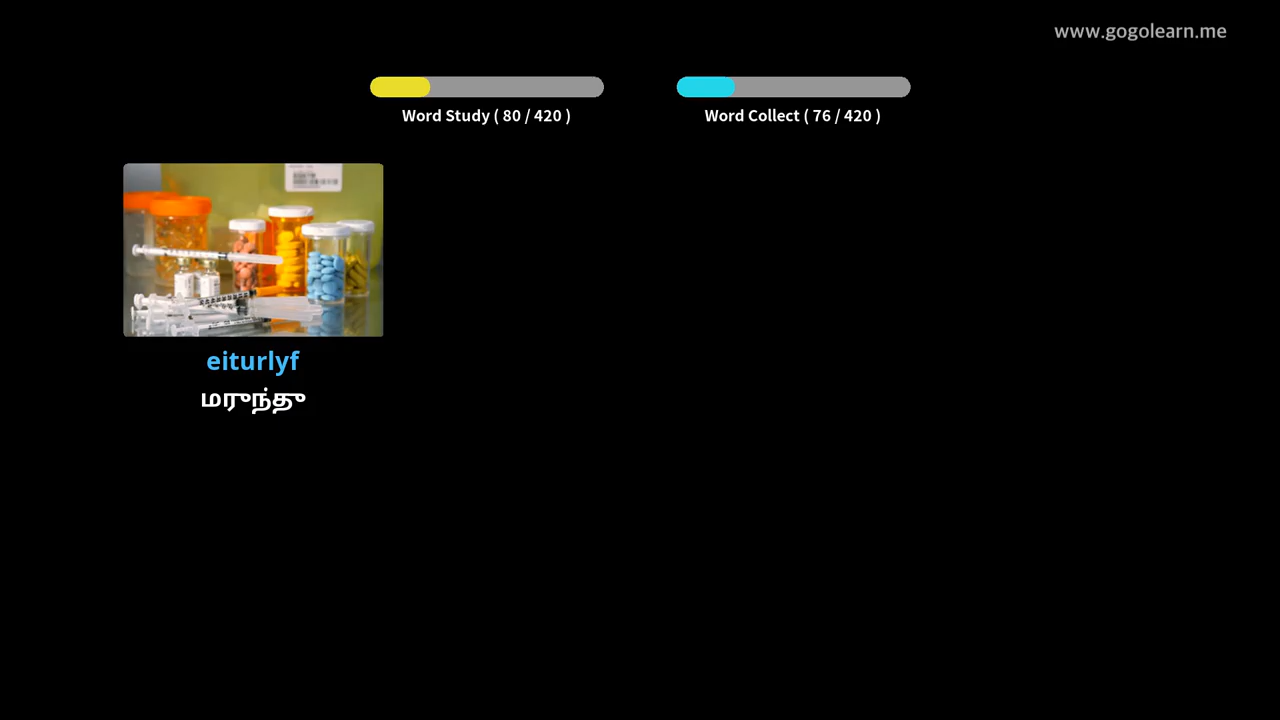 www.gogolearn.me
Word Study ( 80 / 420 )
Word Collect ( 76 / 420 )
eiturlyf
மருந்து